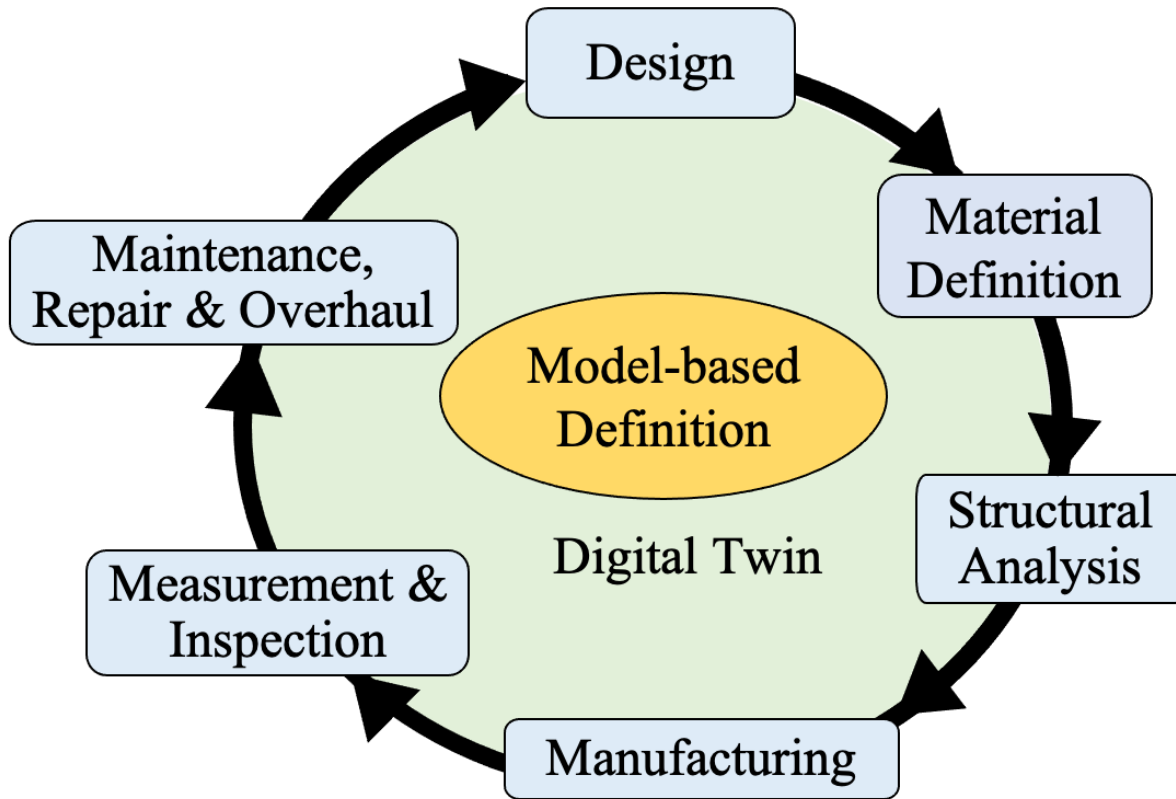 Design
Material
Definition
Maintenance,
Repair & Overhaul
Model-based
Definition
Structural
Analysis
Digital Twin
Measurement &
Inspection
Manufacturing